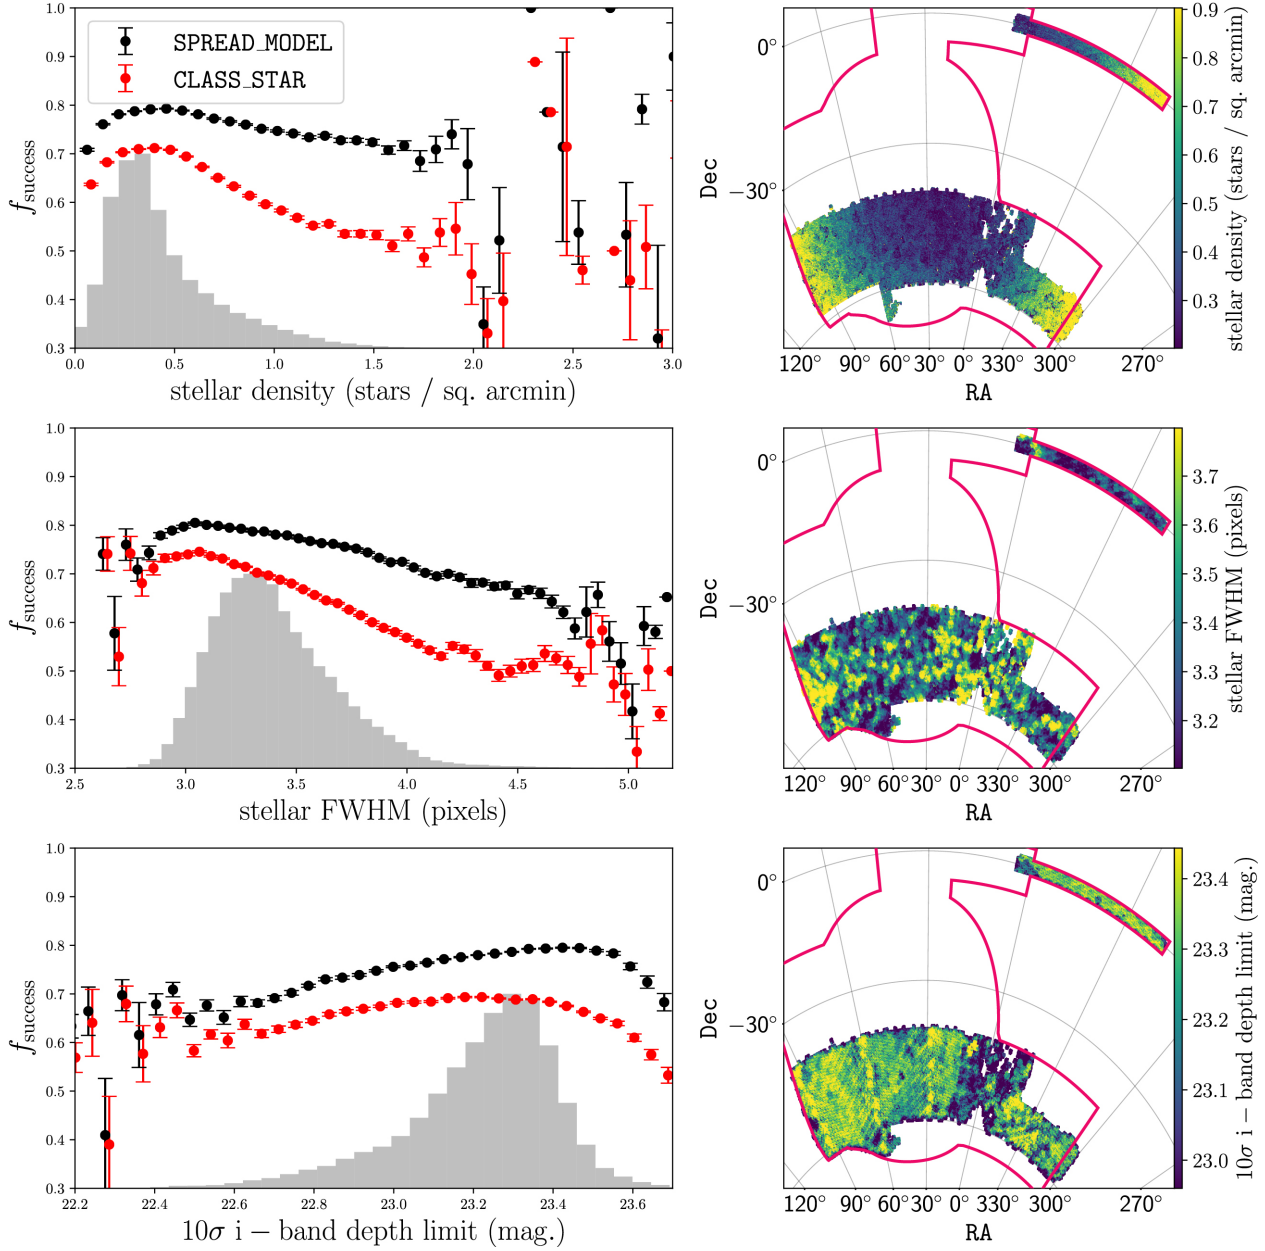 1.0
0.9
0.8
0.7
0.6
0.5
0.4
0.3
f_success
SPREAD_MODEL
CLASS_STAR
0.0 0.5 1.0 1.5 2.0 2.5 3.0
stellar density (stars / sq. arcmin)
0°
−30°
Dec
120° 90° 60° 30° 0° 330° 300° 270°
RA
0.9
0.8
0.7
0.6
0.5
0.4
0.3
stellar density (stars / sq. arcmin)
1.0
0.9
0.8
0.7
0.6
0.5
0.4
0.3
f_success
2.5 3.0 3.5 4.0 4.5 5.0
stellar FWHM (pixels)
0°
−30°
Dec
120° 90° 60° 30° 0° 330° 300° 270°
RA
3.7
3.6
3.5
3.4
3.3
3.2
stellar FWHM (pixels)
1.0
0.9
0.8
0.7
0.6
0.5
0.4
0.3
f_success
22.2 22.4 22.6 22.8 23.0 23.2 23.4 23.6
10σ i − band depth limit (mag.)
0°
−30°
Dec
120° 90° 60° 30° 0° 330° 300° 270°
RA
23.4
23.3
23.2
23.1
23.0
10σ i − band depth limit (mag.)